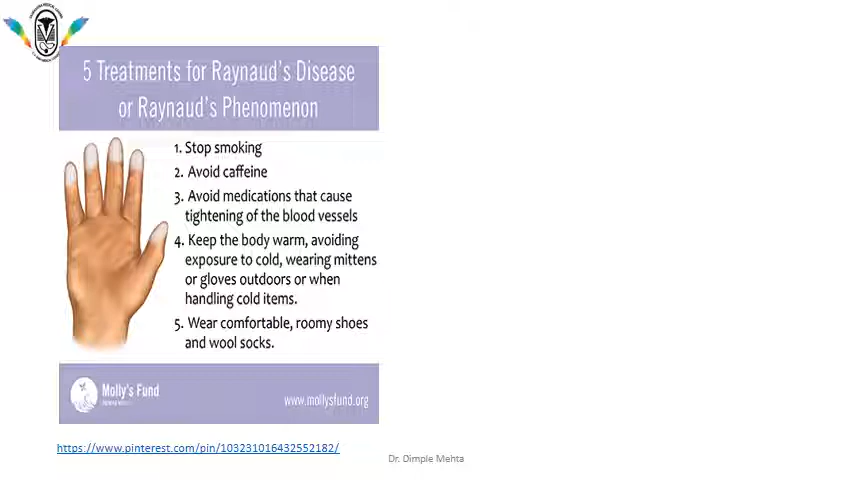 5 Treatments for Raynaud's Disease
or Raynaud's Phenomenon
1. Stop smoking
2. Avoid caffeine
3. Avoid medications that cause
tightening of the blood vessels
4. Keep the body warm, avoiding
exposure to cold, wearing mittens
or gloves outdoors or when
handling cold items.
5. Wear comfortable, roomy shoes
and wool socks.
Molly's Fund
www.mollysfund.org
https://www.pinterest.com/pin/103231016432552182/
Dr. Dimple Mehta